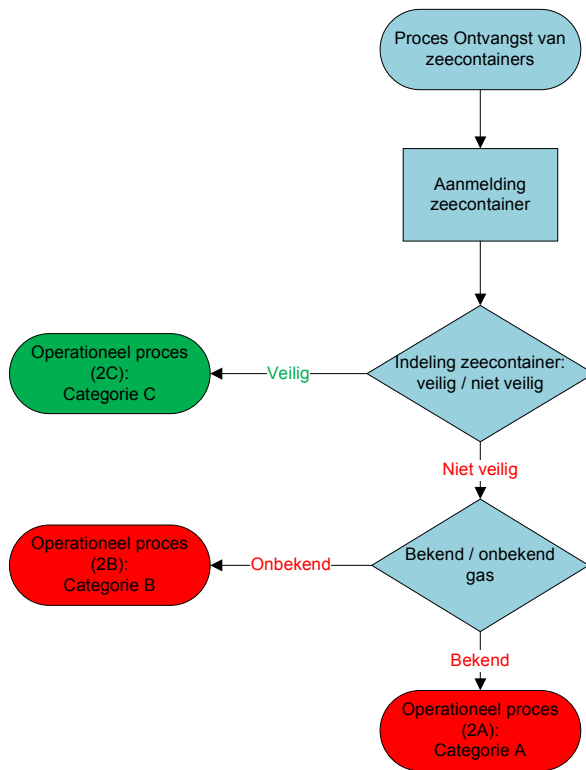 Proces Ontvangst van
zeecontainers
Aanmelding
zeecontainer
Indeling zeecontainer:
veilig / niet veilig
Veilig
Operationeel proces
(2C):
Categorie C
Niet veilig
Bekend / onbekend
gas
Onbekend
Operationeel proces
(2B):
Categorie B
Bekend
Operationeel proces
(2A):
Categorie A